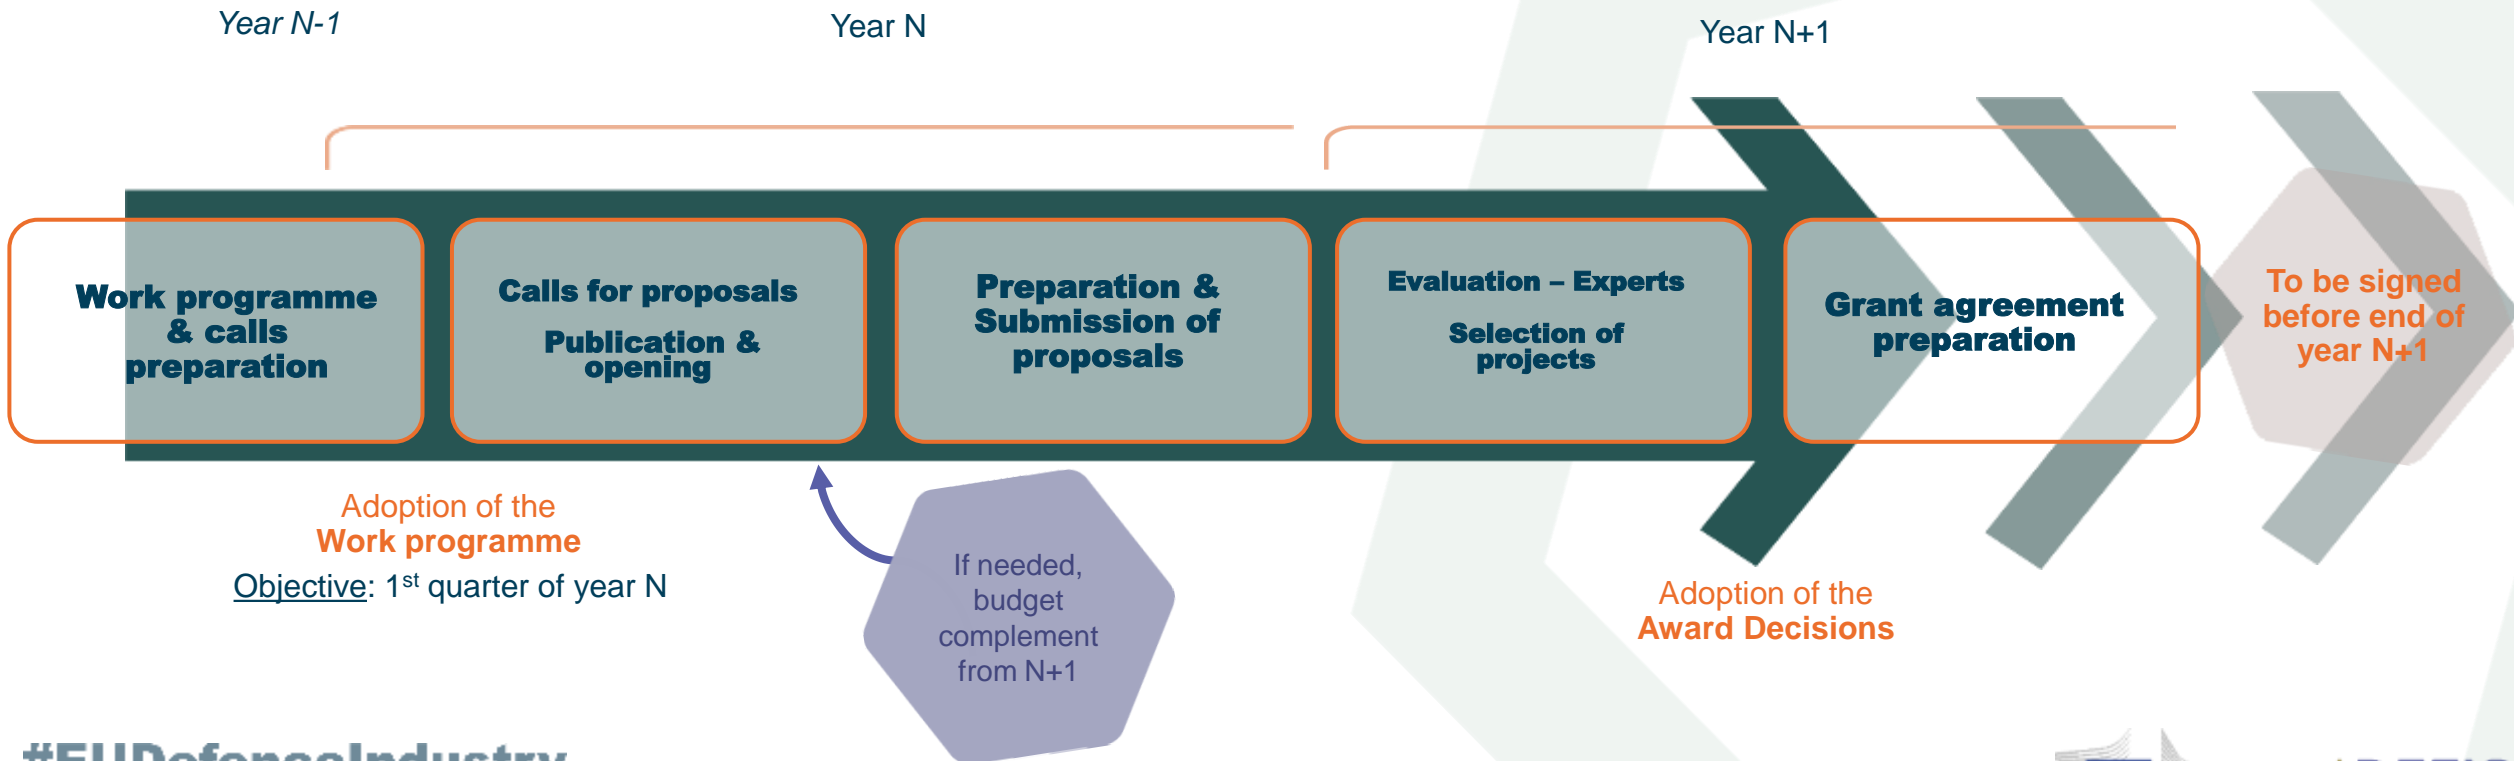 Year N-1
Year N
Year N+1
Work programme
& calls
preparation
Calls for proposals
Publication &
opening
Preparation &
Submission of
proposals
Evaluation – Experts
Selection of
projects
Grant agreement
preparation
To be signed
before end of
year N+1
Adoption of the
Work programme
Objective: 1st quarter of year N
If needed,
budget
complement
from N+1
Adoption of the
Award Decisions
#EUDefenseIndustry